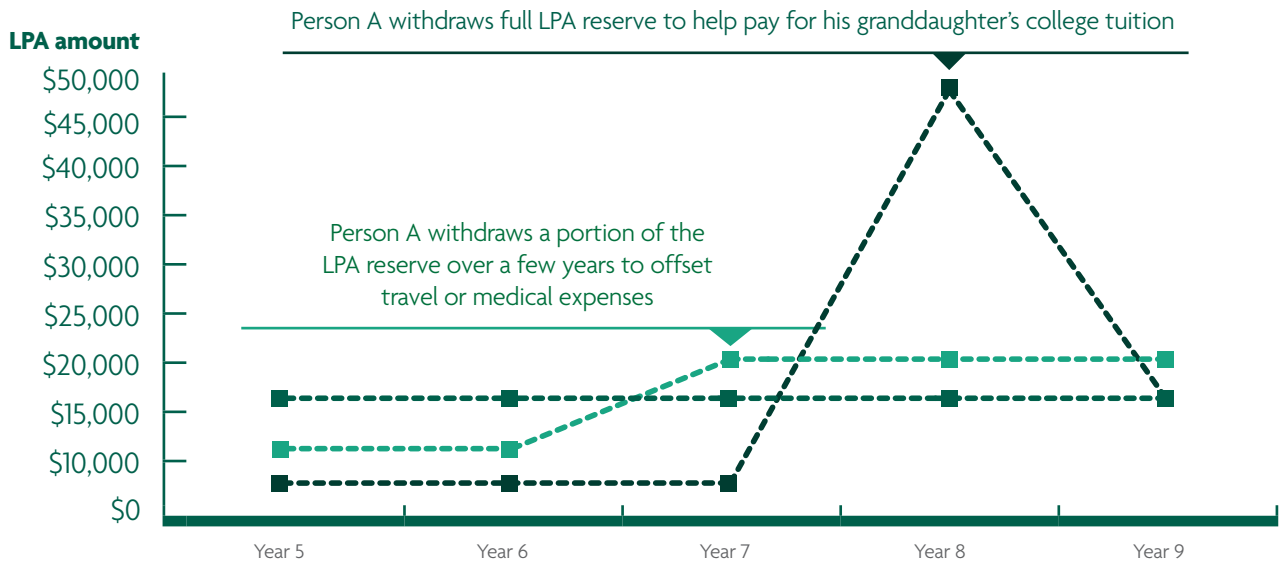 Person A withdraws full LPA reserve to help pay for his granddaughter’s college tuition
LPA amount
$50,000
$45,000
$40,000
$35,000
$30,000
$25,000
$20,000
$15,000
$10,000
$0
Person A withdraws a portion of the
LPA reserve over a few years to offset
travel or medical expenses
Year 5
Year 6
Year 7
Year 8
Year 9